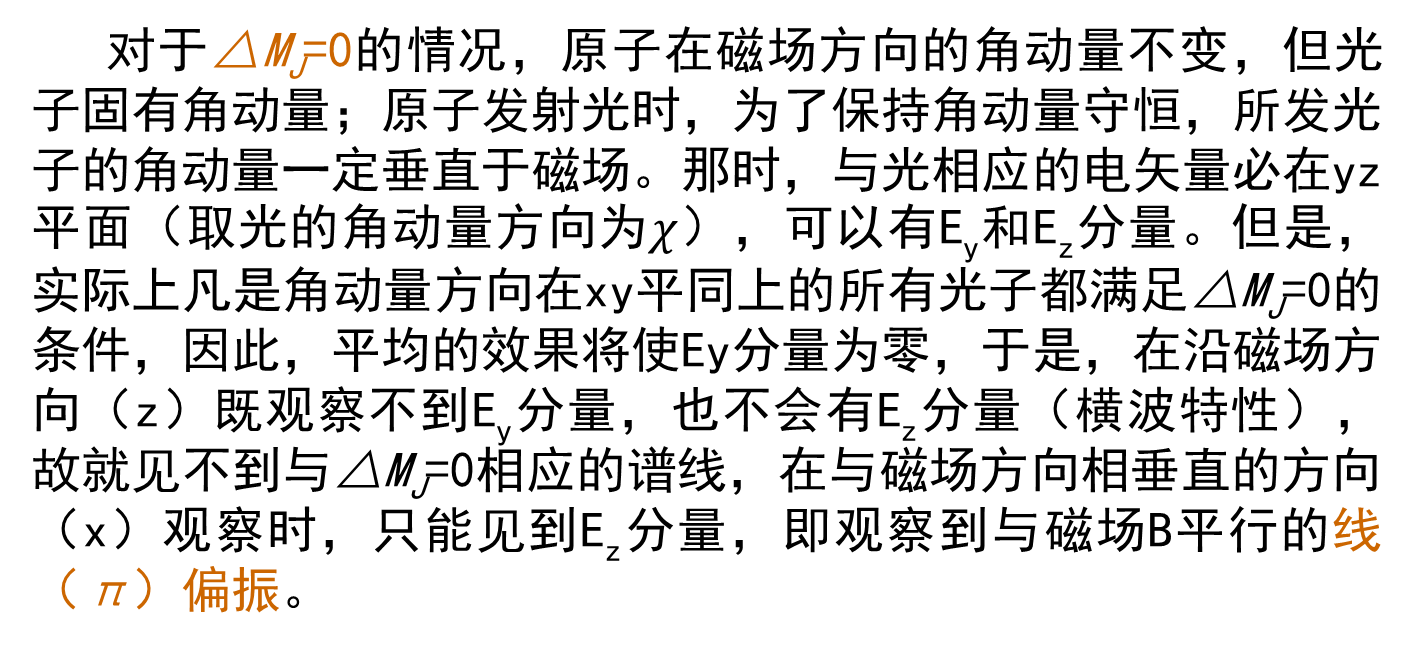 对于△MJ=0的情况，原子在磁场方向的角动量不变，但光
子固有角动量；原子发射光时，为了保持角动量守恒，所发光
子的角动量一定垂直于磁场。那时，与光相应的电矢量必在yz
平面（取光的角动量方向为χ），可以有Ey和Ez分量。但是，
实际上凡是角动量方向在xy平同上的所有光子都满足△MJ=0的
条件，因此，平均的效果将使Ey分量为零，于是，在沿磁场方
向（z）既观察不到Ey分量，也不会有Ez分量（横波特性），
故就见不到与△MJ=0相应的谱线，在与磁场方向相垂直的方向
（x）观察时，只能见到Ez分量，即观察到与磁场B平行的线
（π）偏振。